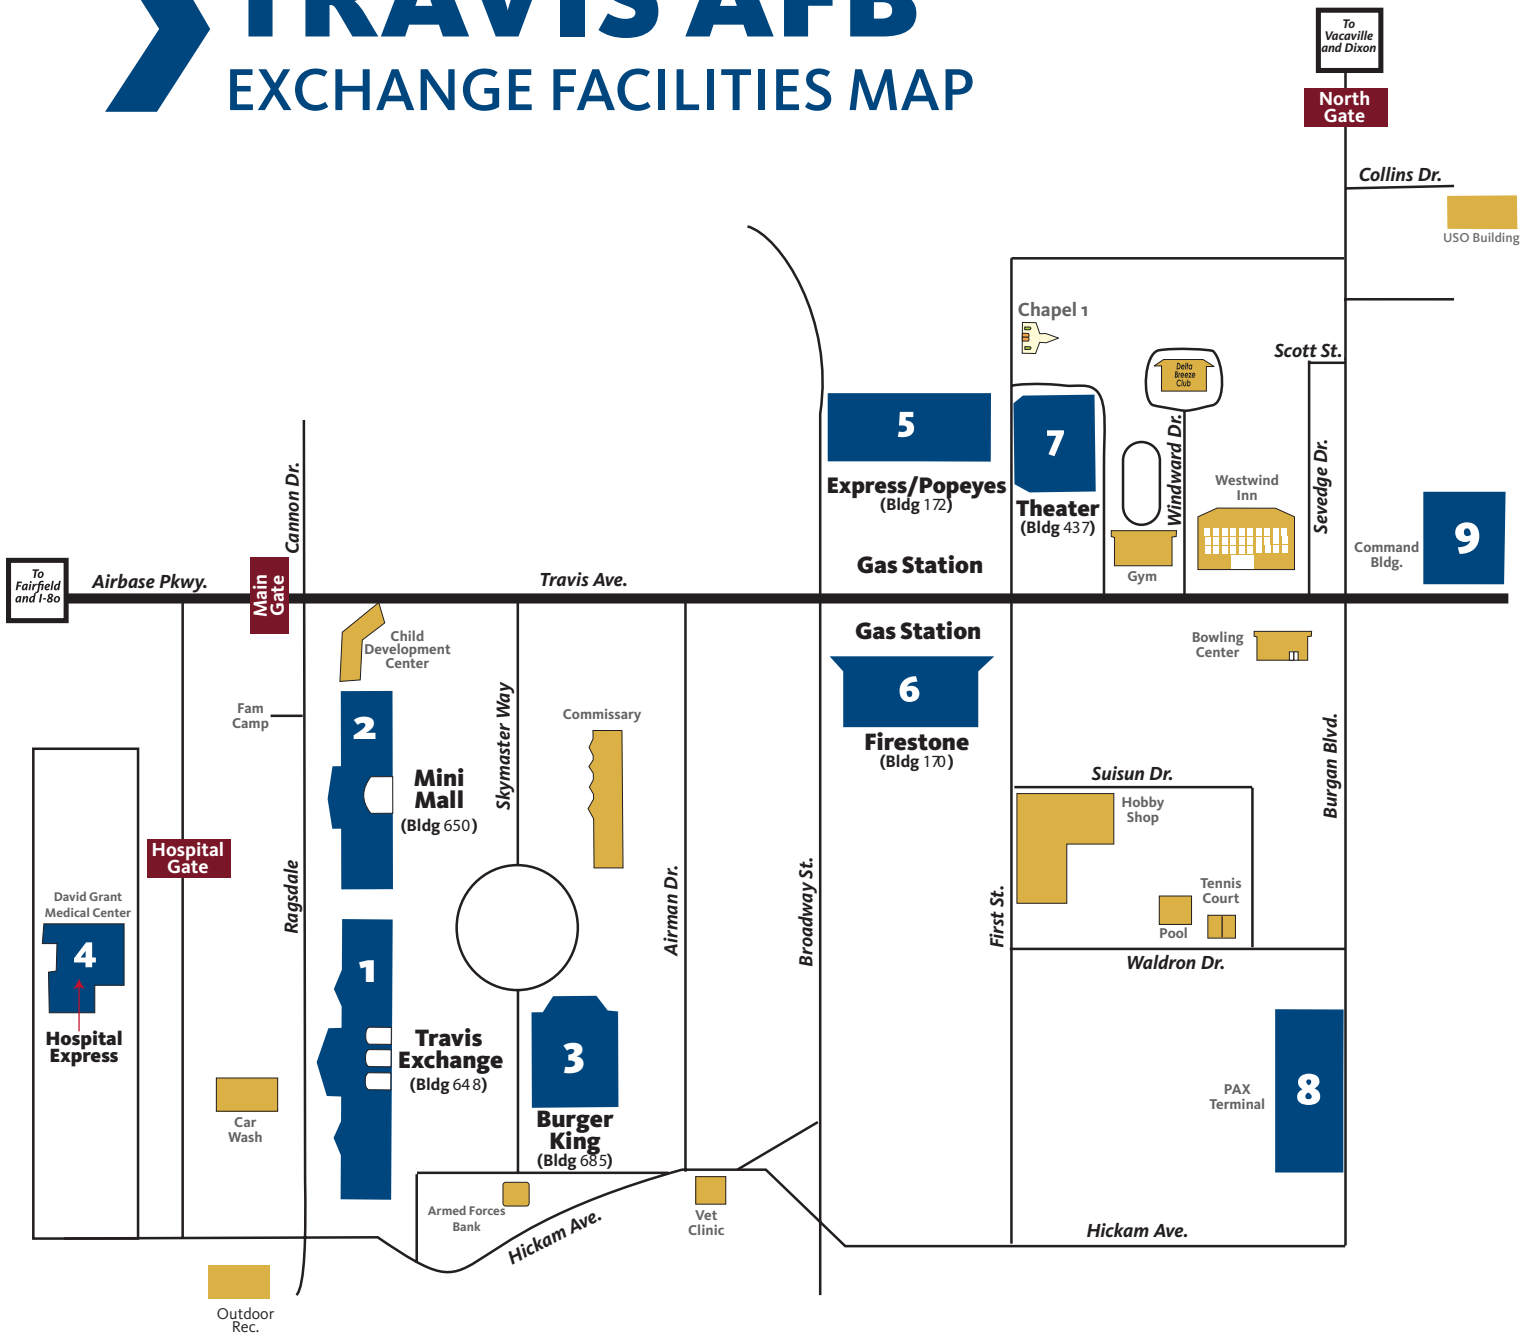 TRAVIS AFB
EXCHANGE FACILITIES MAP
To
Vacaville
and Dixon
North
Gate
Collins Dr.
USO Building
Chapel 1
Scott St.
Delta
Breeze
Club
5
7
Express/Popeyes
(Bldg 172)
Theater
(Bldg 437)
Windward Dr.
Westwind
Inn
Sevedge Dr.
9
Command
Bldg.
Gym
Gas Station
Cannon Dr.
To
Fairfield
and I-80
Airbase Pkwy.
Main
Gate
Travis Ave.
Gas Station
Child
Development
Center
Bowling
Center
6
Firestone
(Bldg 170)
Fam
Camp
2
Mini
Mall
(Bldg 650)
Skymaster Way
Commissary
Suisun Dr.
Hobby
Shop
Burgan Blvd.
Hospital
Gate
Ragsdale
Airman Dr.
Broadway St.
First St.
Tennis
Court
Pool
Waldron Dr.
David Grant
Medical Center
4
Hospital
Express
1
Travis
Exchange
(Bldg 648)
3
Burger
King
(Bldg 685)
PAX
Terminal
8
Car
Wash
Armed Forces
Bank
Hickam Ave.
Vet
Clinic
Hickam Ave.
Outdoor
Rec.